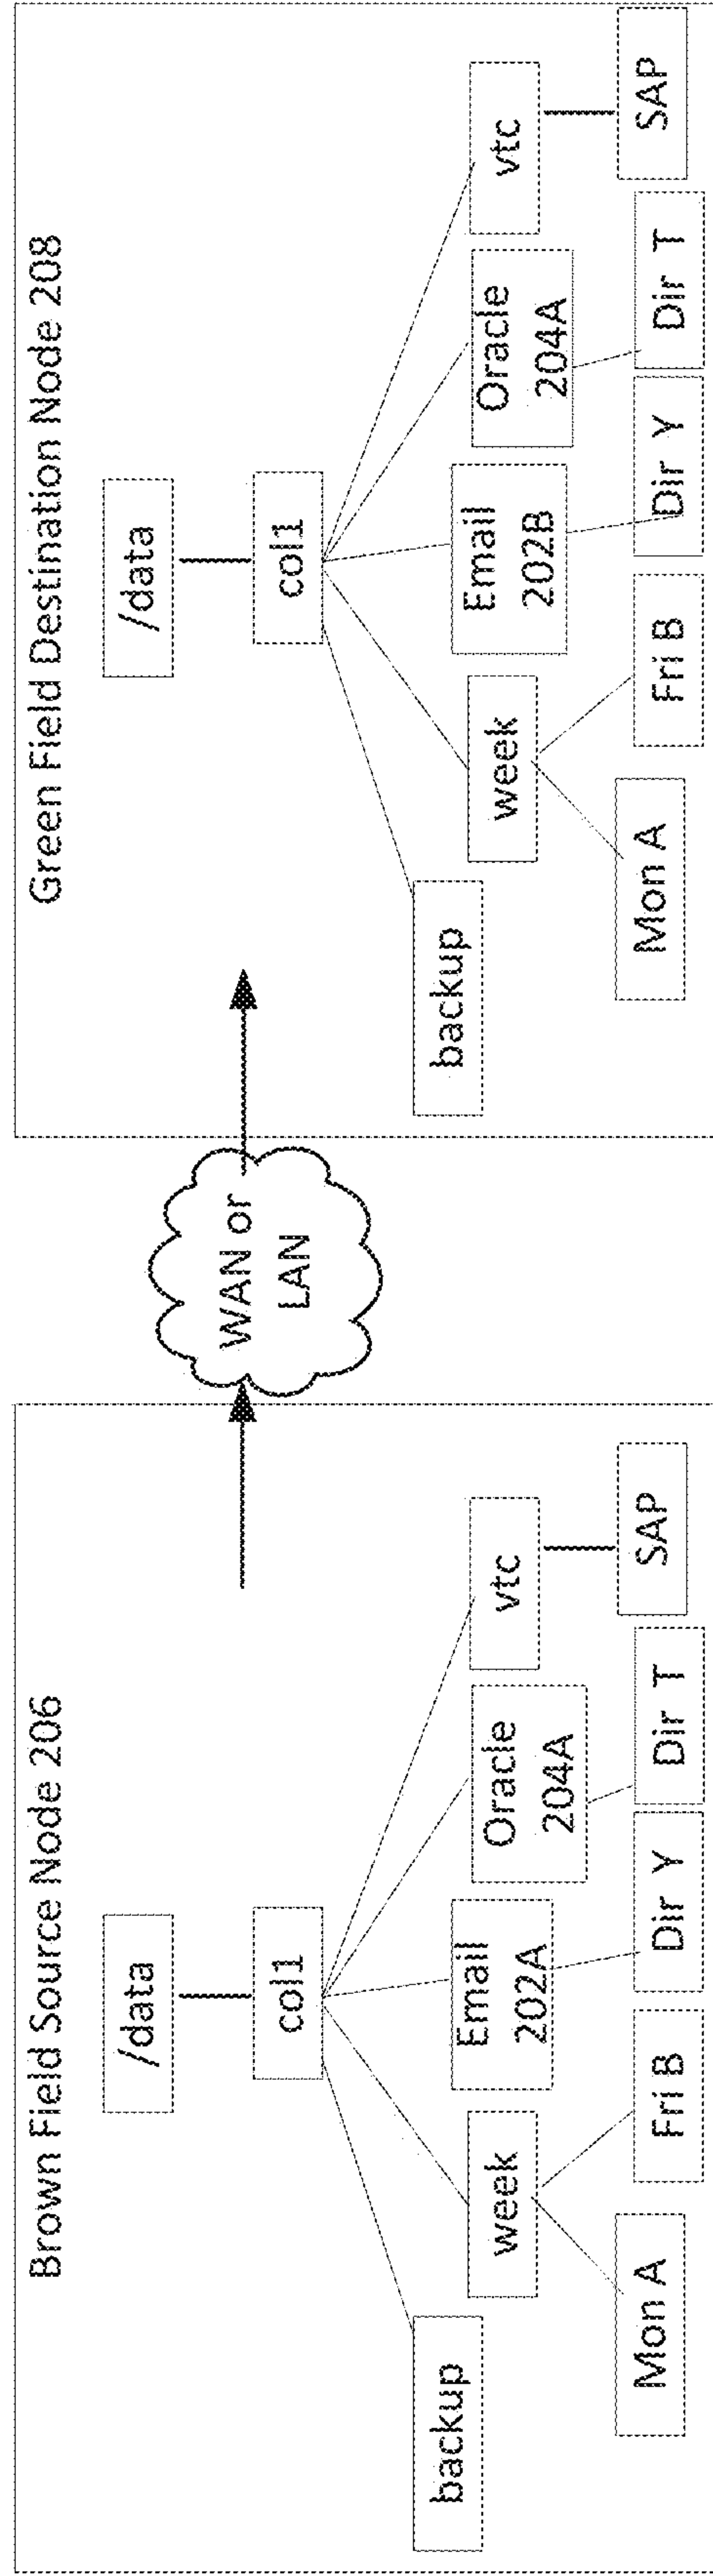 Brown Field Source Node 206
/data
col1
backup
week
Email
202A
Oracle
204A
vtc
Mon A
Fri B
Dir Y
Dir T
SAP
WAN or
LAN
Green Field Destination Node 208
/data
col1
backup
week
Email
202B
Oracle
204A
vtc
Mon A
Fri B
Dir Y
Dir T
SAP